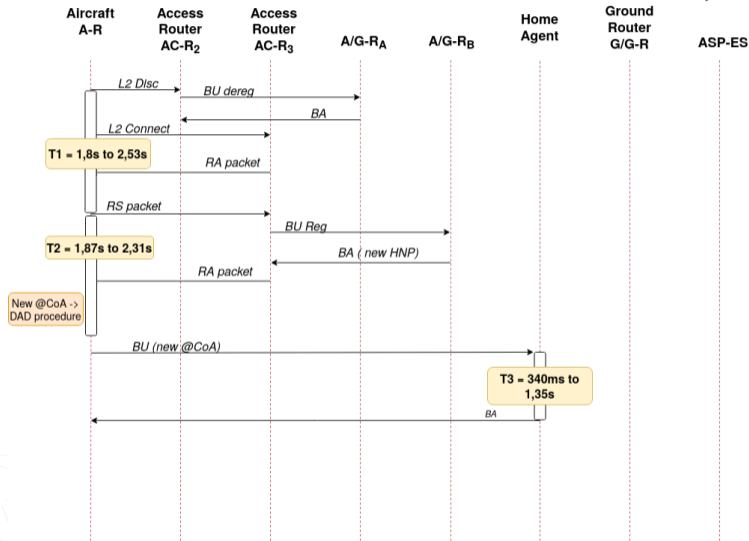 Aircraft
A-R
Access
Router
AC-R2
Access
Router
AC-R3
A/G-RA
A/G-RB
Home
Agent
Ground
Router
G/G-R
ASP-ES
L2 Disc
BU dereg
BA
L2 Connect
T1 = 1,8s to 2,53s
RA packet
RS packet
BU Reg
T2 = 1,87s to 2,31s
BA ( new HNP)
RA packet
New @CoA ->
DAD procedure
BU (new @CoA)
T3 = 340ms to
1,35s
BA